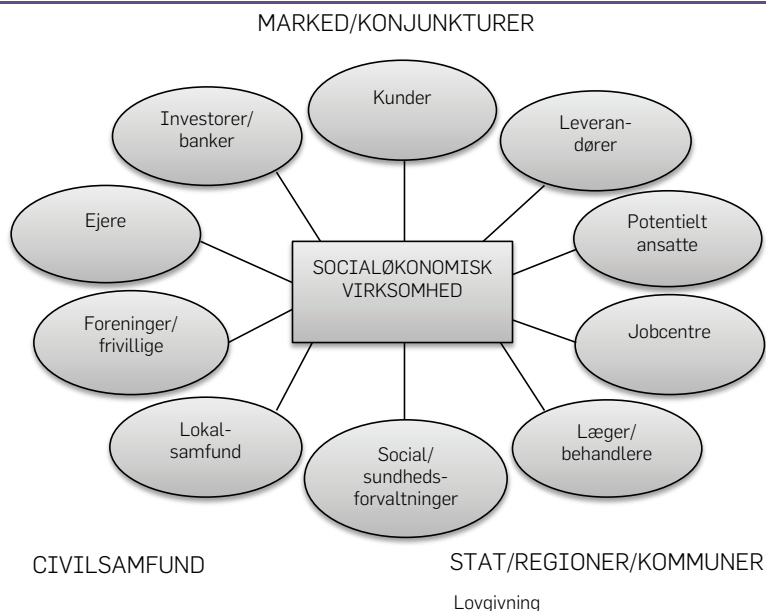 MARKED/KONJUNKTURER
Kunder
Investorer/
banker
Leveran-
dører
Ejere
Potentielt
ansatte
SOCIALØKONOMISK
VIRKSOMHED
Foreninger/
frivillige
Jobcentre
Lokal-
samfund
Social/
sundheds-
forvaltninger
Læger/
behandlere
CIVILSAMFUND
STAT/REGIONER/KOMMUNER
Lovgivning